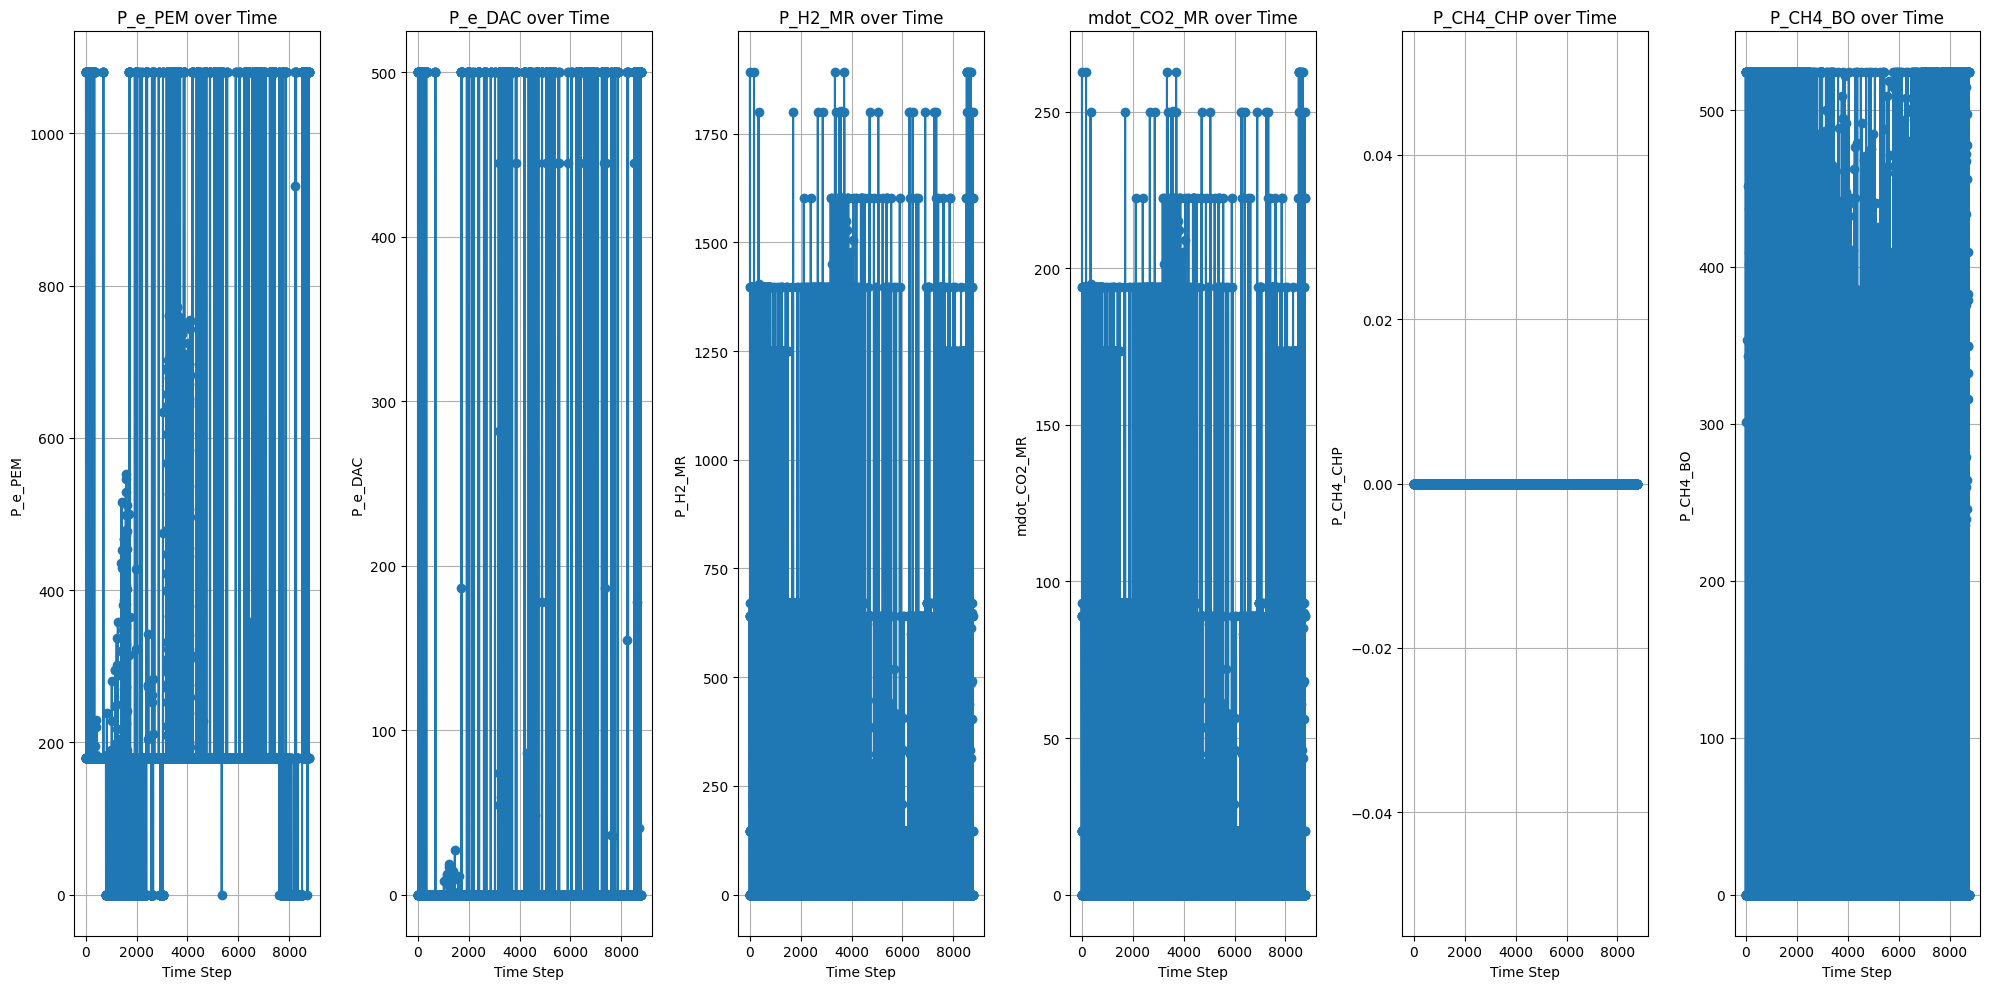 P_e_PEM over Time
P_e_PEM
1000
800
600
400
200
0
0 2000 4000 6000 8000
Time Step
P_e_DAC over Time
P_e_DAC
500
400
300
200
100
0
0 2000 4000 6000 8000
Time Step
P_H2_MR over Time
P_H2_MR
1750
1500
1250
1000
750
500
250
0
0 2000 4000 6000 8000
Time Step
mdot_CO2_MR over Time
mdot_CO2_MR
250
200
150
100
50
0
0 2000 4000 6000 8000
Time Step
P_CH4_CHP over Time
P_CH4_CHP
0.04
0.02
0.00
−0.02
−0.04
0 2000 4000 6000 8000
Time Step
P_CH4_BO over Time
P_CH4_BO
500
400
300
200
100
0
0 2000 4000 6000 8000
Time Step